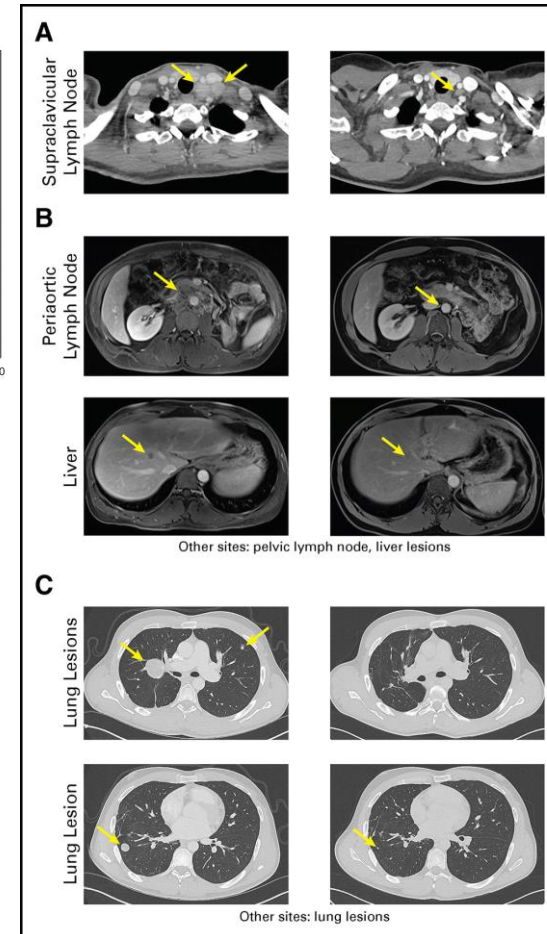 A
Supraclavicular
Lymph Node
B
Periaortic
Lymph Node
Liver
Other sites: pelvic lymph node, liver lesions
C
Lung Lesions
Lung Lesion
Other sites: lung lesions
0